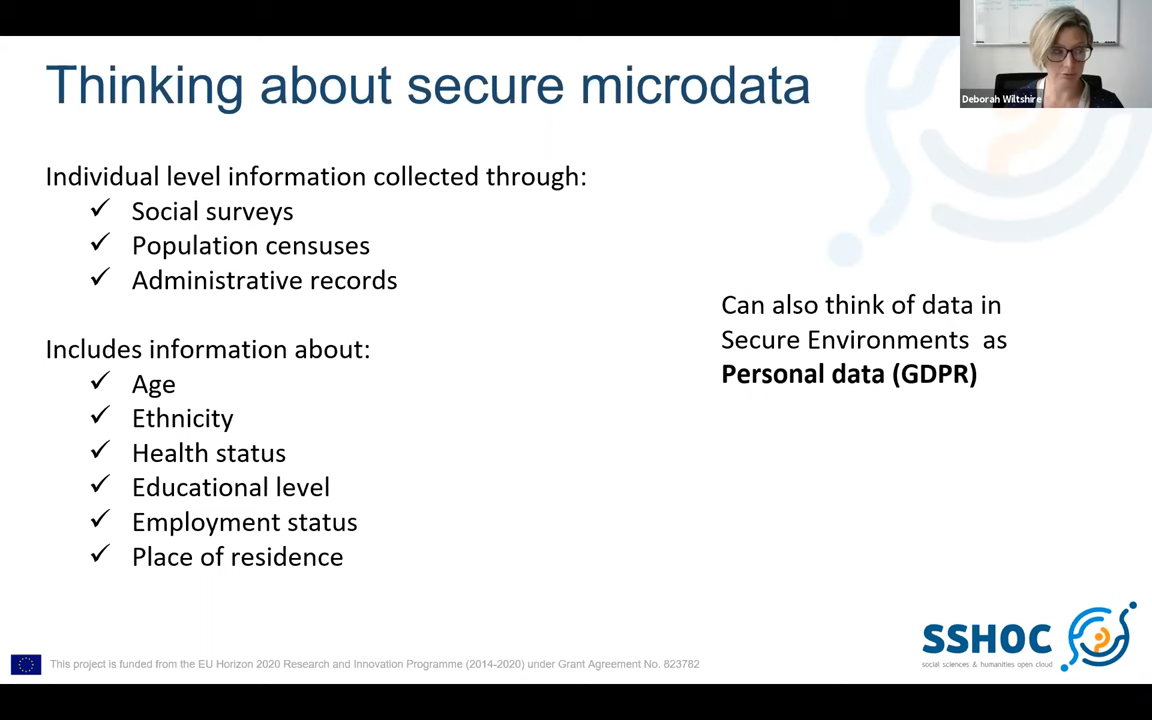 Thinking about secure microdata
Deborah Wiltshire
Individual level information collected through:
✓ Social surveys
✓ Population censuses
✓ Administrative records
Includes information about:
✓ Age
✓ Ethnicity
✓ Health status
✓ Educational level
✓ Employment status
✓ Place of residence
Can also think of data in
Secure Environments as
Personal data (GDPR)
SSHOC
social sciences & humanities open cloud
This project is funded from the EU Horizon 2020 Research and Innovation Programme (2014-2020) under Grant Agreement No. 823782